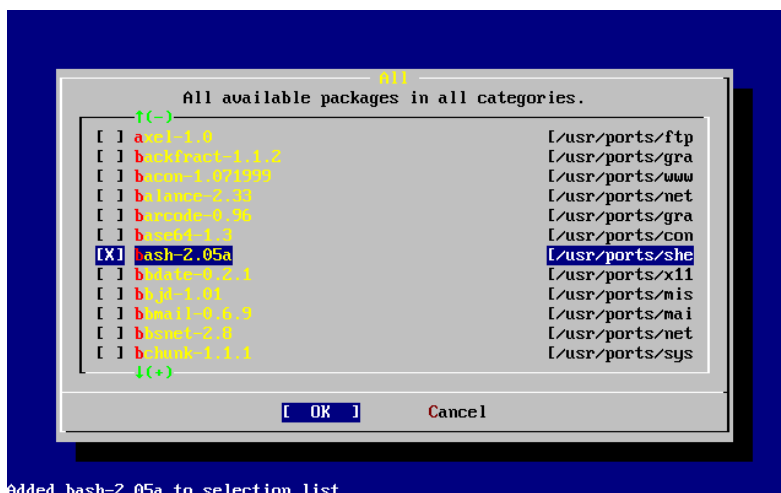 All
All available packages in all categories.
↑(-)
[ ] axel-1.0 [/usr/ports/ftp
[ ] backfract-1.1.2 [/usr/ports/gra
[ ] bacon-1.071999 [/usr/ports/www
[ ] balance-2.33 [/usr/ports/net
[ ] barcode-0.96 [/usr/ports/gra
[ ] base64-1.3 [/usr/ports/con
[X] bash-2.05a [/usr/ports/she
[ ] bbdate-0.2.1 [/usr/ports/x11
[ ] bbjd-1.01 [/usr/ports/mis
[ ] bbmail-0.6.9 [/usr/ports/mai
[ ] bbsnet-2.8 [/usr/ports/net
[ ] bchunk-1.1.1 [/usr/ports/sys
↓(+)
[ OK ] Cancel
Added bash-2.05a to selection list